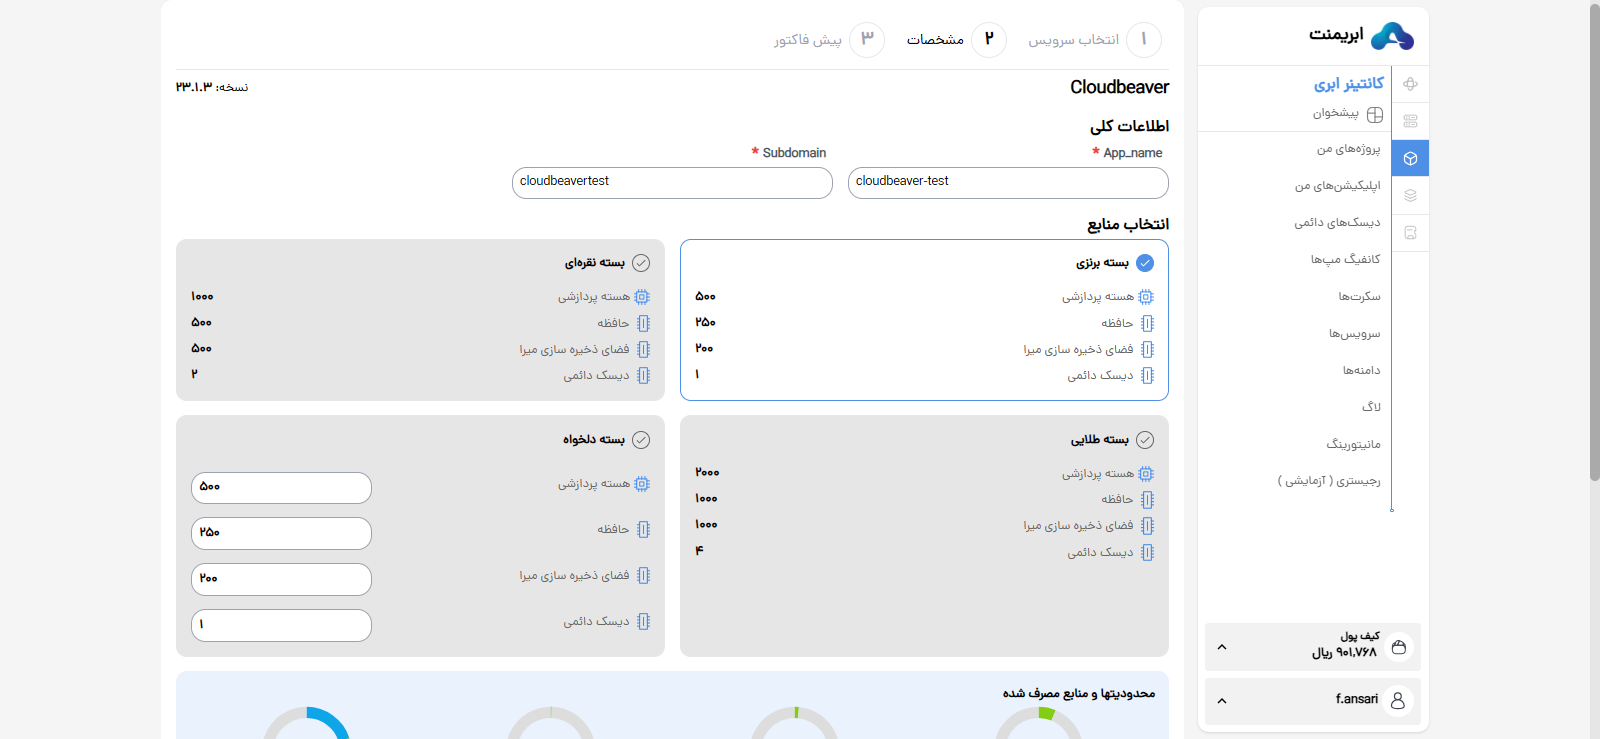 ابریمنت
کانتینر ابری
پیشخوان
پروژه‌های من
اپلیکیشن‌های من
دیسک‌های دائمی
کانفیگ مپ‌ها
سکرت‌ها
سرویس‌ها
دامنه‌ها
لاگ
مانیتورینگ
رجیستری ( آزمایشی )
کیف پول
۹۰۱,۷۶۸ ریال
f.ansari
۱ انتخاب سرویس ۲ مشخصات ۳ پیش فاکتور
Cloudbeaver
نسخه: ۲۳.۱.۳
اطلاعات کلی
App_name *
cloudbeaver-test
Subdomain *
cloudbeavertest
انتخاب منابع
بسته برنزی
هسته پردازشی ۵۰۰
حافظه ۲۵۰
فضای ذخیره سازی میرا ۲۰۰
دیسک دائمی ۱
بسته نقره‌ای
هسته پردازشی ۱۰۰۰
حافظه ۵۰۰
فضای ذخیره سازی میرا ۵۰۰
دیسک دائمی ۲
بسته طلایی
هسته پردازشی ۲۰۰۰
حافظه ۱۰۰۰
فضای ذخیره سازی میرا ۱۰۰۰
دیسک دائمی ۴
بسته دلخواه
هسته پردازشی ۵۰۰
حافظه ۲۵۰
فضای ذخیره سازی میرا ۲۰۰
دیسک دائمی ۱
محدودیتها و منابع مصرف شده